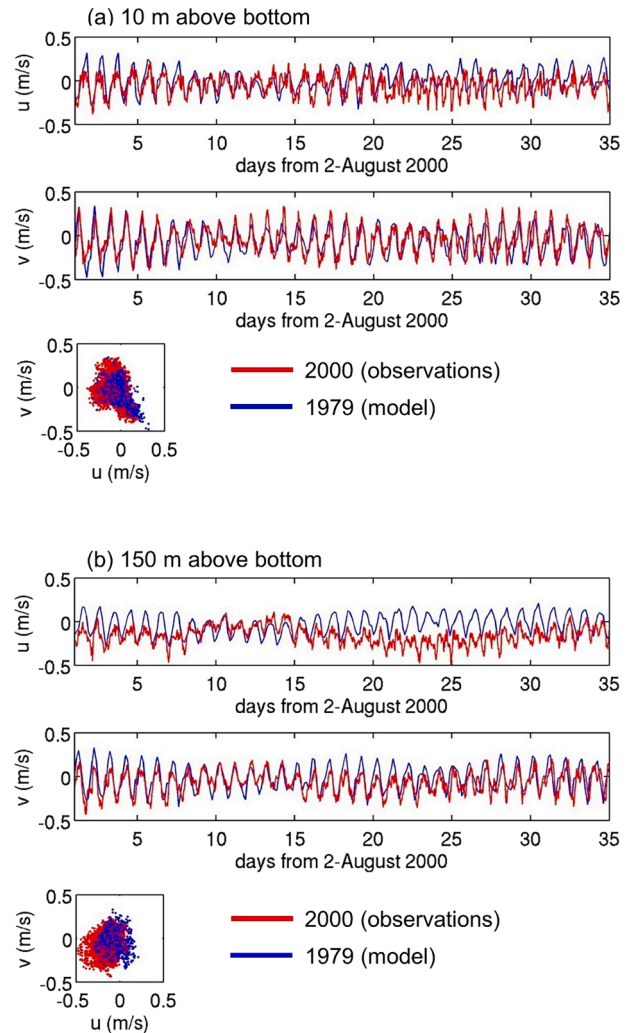 (a) 10 m above bottom
0.5
0
-0.5
u (m/s)
5 10 15 20 25 30 35
days from 2-August 2000
0.5
0
-0.5
v (m/s)
5 10 15 20 25 30 35
days from 2-August 2000
0.5
0
-0.5
v (m/s)
-0.5 0 0.5
u (m/s)
2000 (observations)
1979 (model)
(b) 150 m above bottom
0.5
0
-0.5
u (m/s)
5 10 15 20 25 30 35
days from 2-August 2000
0.5
0
-0.5
v (m/s)
5 10 15 20 25 30 35
days from 2-August 2000
0.5
0
-0.5
v (m/s)
-0.5 0 0.5
u (m/s)
2000 (observations)
1979 (model)